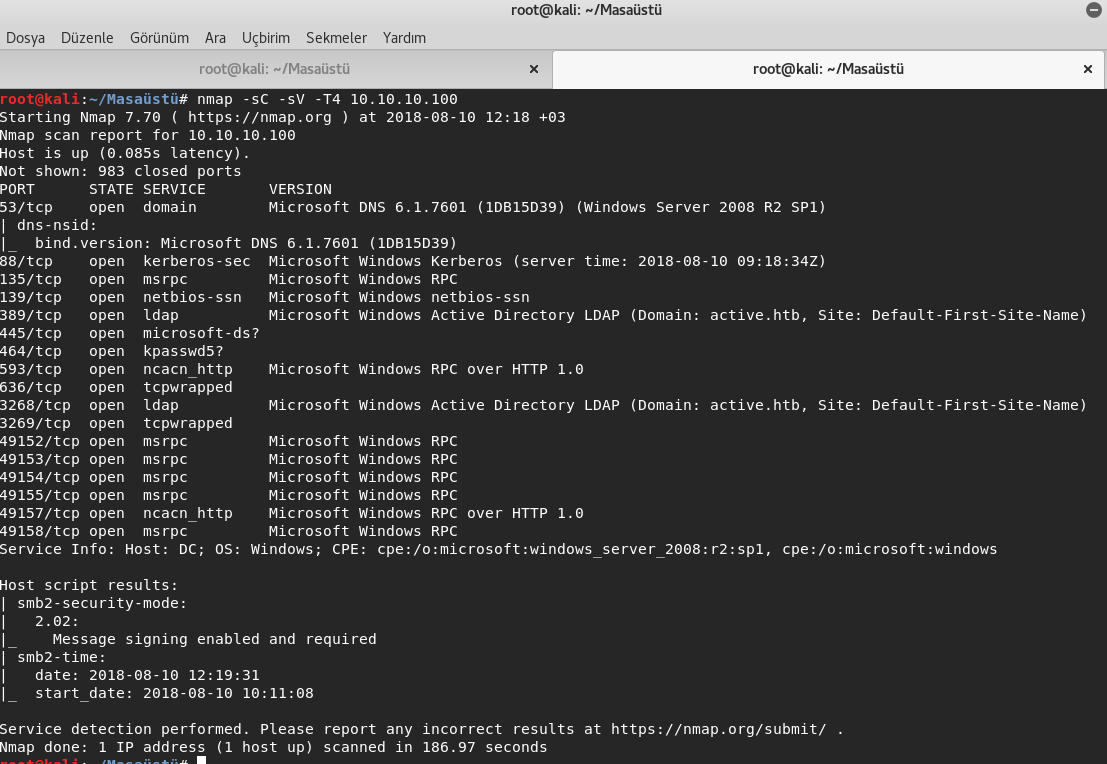 root@kali: ~/Masaüstü
Dosya Düzenle Görünüm Ara Uçbirim Sekmeler Yardım
root@kali: ~/Masaüstü × root@kali: ~/Masaüstü ×
root@kali:~/Masaüstü# nmap -sC -sV -T4 10.10.10.100
Starting Nmap 7.70 ( https://nmap.org ) at 2018-08-10 12:18 +03
Nmap scan report for 10.10.10.100
Host is up (0.085s latency).
Not shown: 983 closed ports
PORT      STATE SERVICE       VERSION
53/tcp    open  domain        Microsoft DNS 6.1.7601 (1DB15D39) (Windows Server 2008 R2 SP1)
| dns-nsid:
|_  bind.version: Microsoft DNS 6.1.7601 (1DB15D39)
88/tcp    open  kerberos-sec  Microsoft Windows Kerberos (server time: 2018-08-10 09:18:34Z)
135/tcp   open  msrpc         Microsoft Windows RPC
139/tcp   open  netbios-ssn   Microsoft Windows netbios-ssn
389/tcp   open  ldap          Microsoft Windows Active Directory LDAP (Domain: active.htb, Site: Default-First-Site-Name)
445/tcp   open  microsoft-ds?
464/tcp   open  kpasswd5?
593/tcp   open  ncacn_http    Microsoft Windows RPC over HTTP 1.0
636/tcp   open  tcpwrapped
3268/tcp  open  ldap          Microsoft Windows Active Directory LDAP (Domain: active.htb, Site: Default-First-Site-Name)
3269/tcp  open  tcpwrapped
49152/tcp open  msrpc         Microsoft Windows RPC
49153/tcp open  msrpc         Microsoft Windows RPC
49154/tcp open  msrpc         Microsoft Windows RPC
49155/tcp open  msrpc         Microsoft Windows RPC
49157/tcp open  ncacn_http    Microsoft Windows RPC over HTTP 1.0
49158/tcp open  msrpc         Microsoft Windows RPC
Service Info: Host: DC; OS: Windows; CPE: cpe:/o:microsoft:windows_server_2008:r2:sp1, cpe:/o:microsoft:windows
Host script results:
| smb2-security-mode:
|   2.02:
|_    Message signing enabled and required
| smb2-time:
|   date: 2018-08-10 12:19:31
|_  start_date: 2018-08-10 10:11:08
Service detection performed. Please report any incorrect results at https://nmap.org/submit/ .
Nmap done: 1 IP address (1 host up) scanned in 186.97 seconds
root@kali:~/Masaüstü#